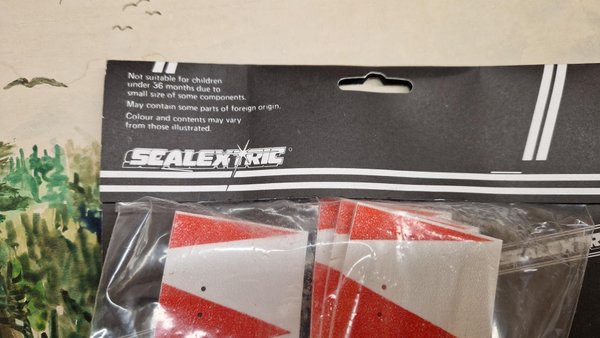 Not suitable for children
under 36 months due to
small size of some components.
May contain some parts of foreign origin.
Colour and contents may vary
from those illustrated.
SCALEXTRIC